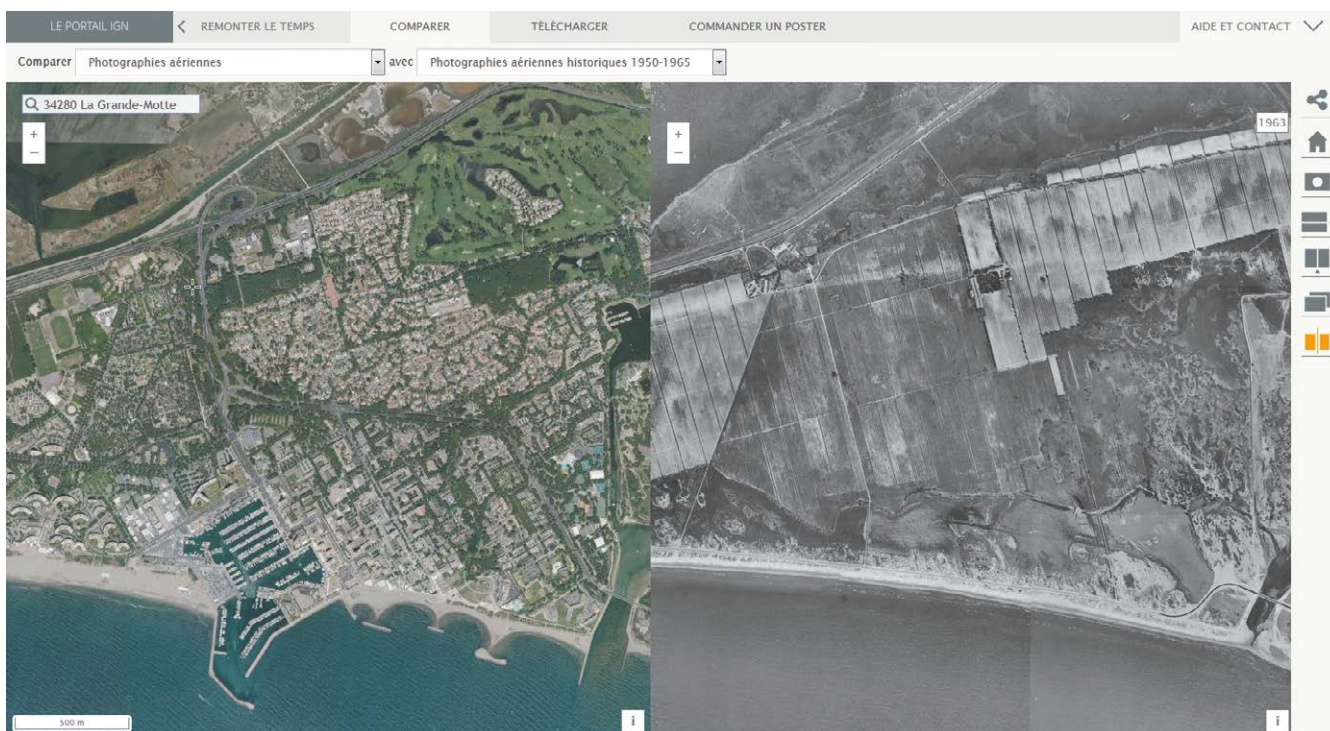 LE PORTAIL IGN REMONTER LE TEMPS COMPARER TÉLÉCHARGER COMMANDER UN POSTER AIDE ET CONTACT
Comparer Photographies aériennes avec Photographies aériennes historiques 1950-1965
34280 La Grande-Motte
1963
+
−
+
−
500 m
i
i